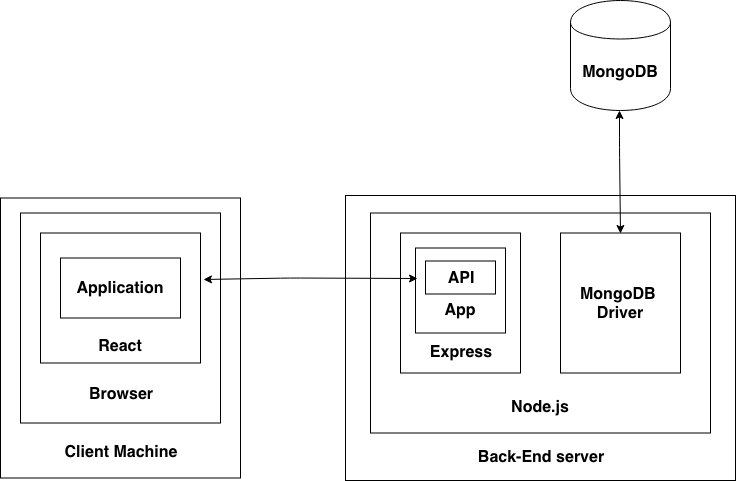 MongoDB
Application
React
Browser
Client Machine
API
App
Express
MongoDB
Driver
Node.js
Back-End server